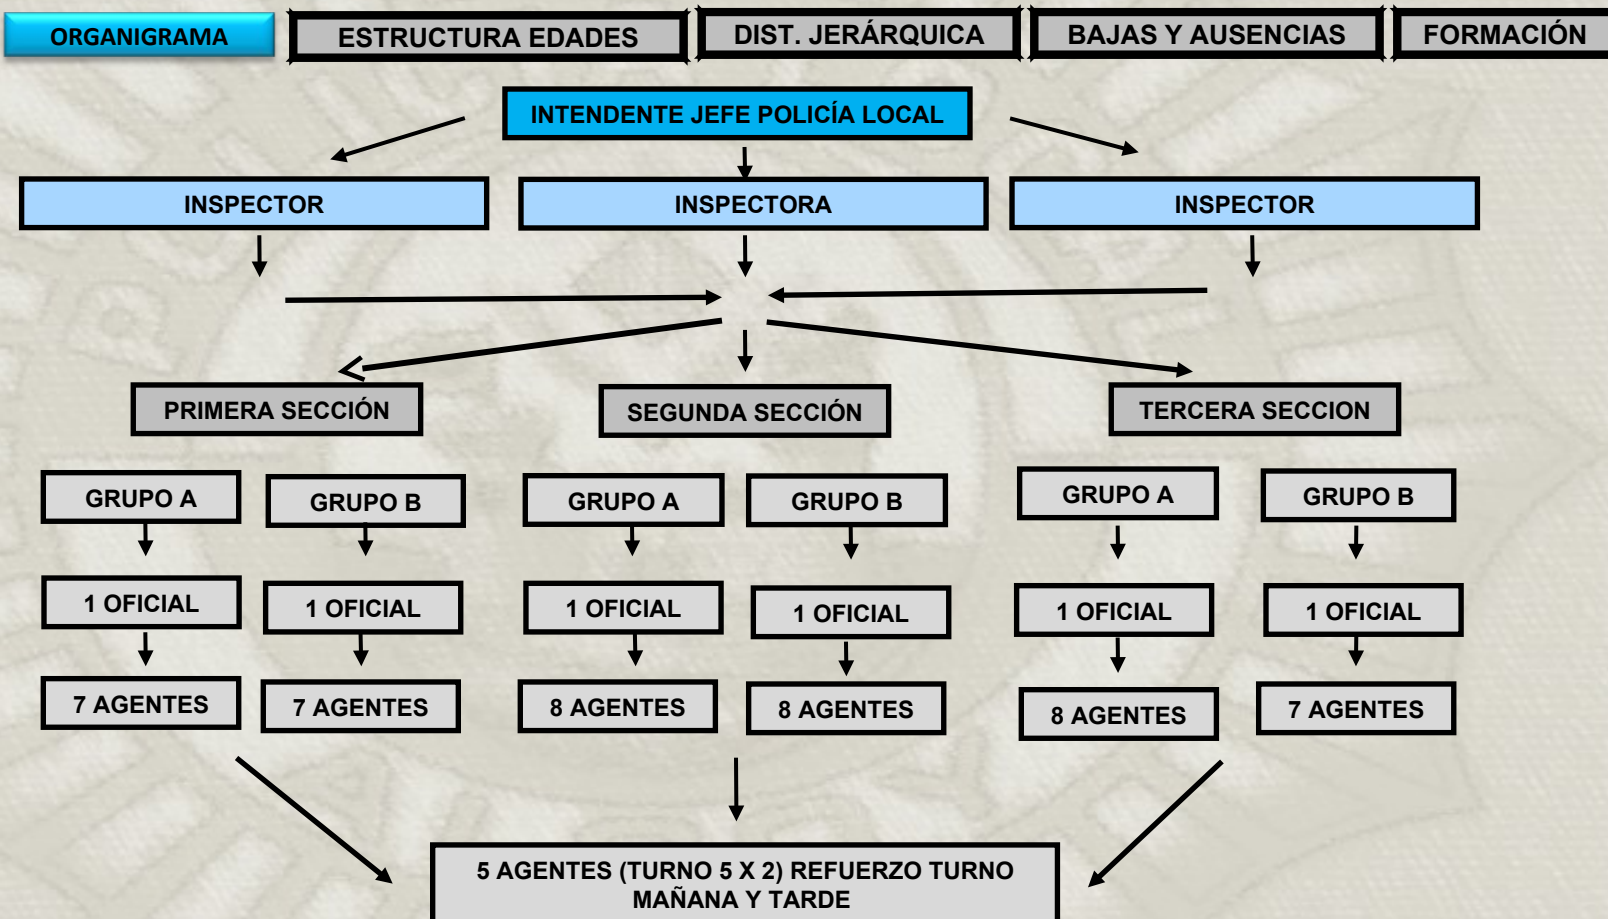 ORGANIGRAMA
ESTRUCTURA EDADES
DIST. JERÁRQUICA
BAJAS Y AUSENCIAS
FORMACIÓN
INTENDENTE JEFE POLICÍA LOCAL
INSPECTOR
INSPECTORA
INSPECTOR
PRIMERA SECCIÓN
SEGUNDA SECCIÓN
TERCERA SECCION
GRUPO A
GRUPO B
GRUPO A
GRUPO B
GRUPO A
GRUPO B
1 OFICIAL
1 OFICIAL
1 OFICIAL
1 OFICIAL
1 OFICIAL
1 OFICIAL
7 AGENTES
7 AGENTES
8 AGENTES
8 AGENTES
8 AGENTES
7 AGENTES
5 AGENTES (TURNO 5 X 2) REFUERZO TURNO
MAÑANA Y TARDE